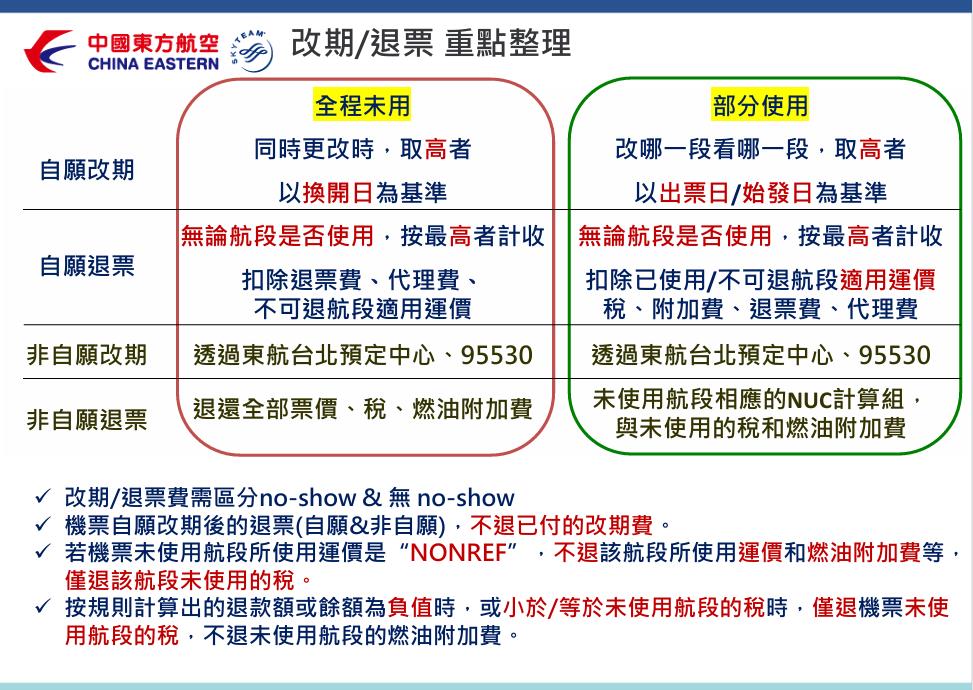 中國東方航空
CHINA EASTERN
SKYTEAM
改期/退票 重點整理
全程未用
部分使用
自願改期
同時更改時，取高者
以換開日為基準
改哪一段看哪一段，取高者
以出票日/始發日為基準
自願退票
無論航段是否使用，按最高者計收
扣除退票費、代理費、
不可退航段適用運價
無論航段是否使用，按最高者計收
扣除已使用/不可退航段適用運價
稅、附加費、退票費、代理費
非自願改期
透過東航台北預定中心、95530
透過東航台北預定中心、95530
非自願退票
退還全部票價、稅、燃油附加費
未使用航段相應的NUC計算組，
與未使用的稅和燃油附加費
✓ 改期/退票費需區分no-show & 無 no-show
✓ 機票自願改期後的退票(自願&非自願)，不退已付的改期費。
✓ 若機票未使用航段所使用運價是“NONREF”，不退該航段所使用運價和燃油附加費等，
僅退該航段未使用的稅。
✓ 按規則計算出的退款額或餘額為負值時，或小於/等於未使用航段的稅時，僅退機票未使
用航段的稅，不退未使用航段的燃油附加費。